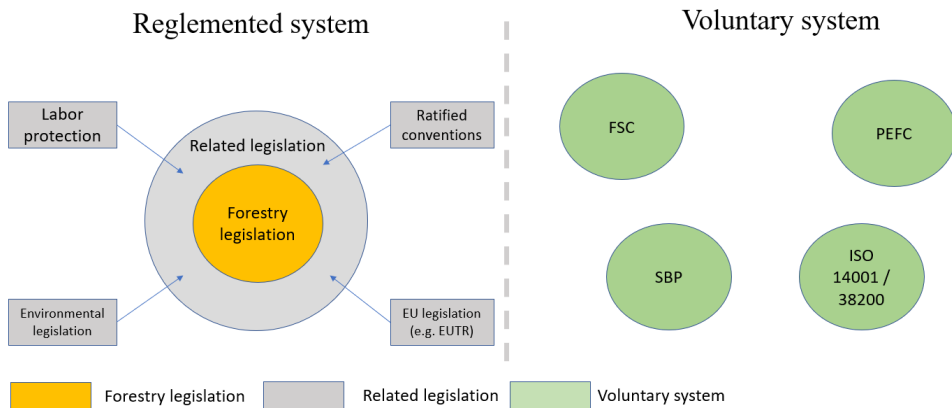 Reglemented system
Voluntary system
Labor
protection
Ratified
conventions
Related legislation
Forestry
legislation
Environmental
legislation
EU legislation
(e.g. EUTR)
FSC
PEFC
SBP
ISO
14001 /
38200
Forestry legislation
Related legislation
Voluntary system